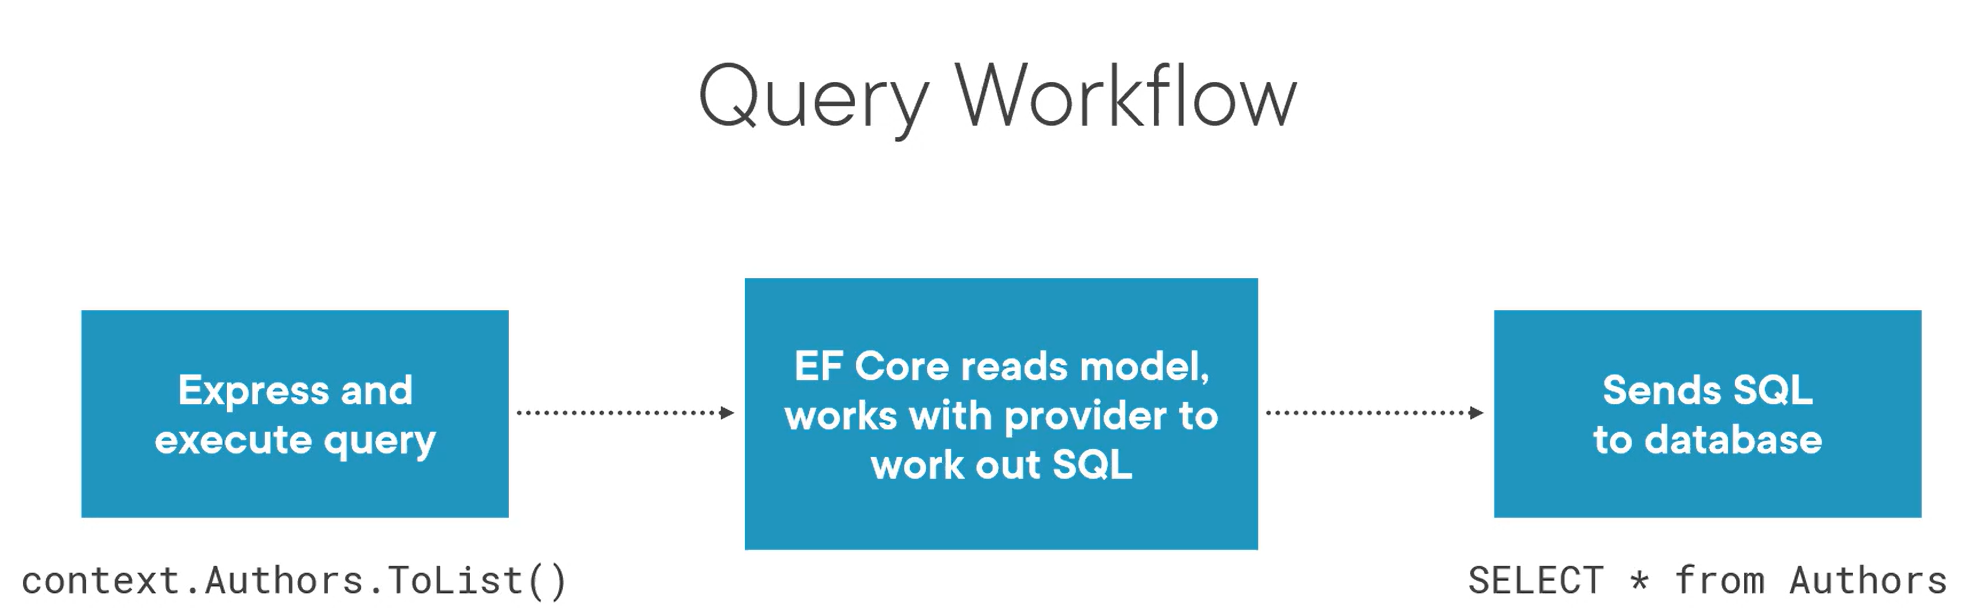 Query Workflow
Express and
execute query
EF Core reads model,
works with provider to
work out SQL
Sends SQL
to database
context.Authors.ToList()
SELECT * from Authors